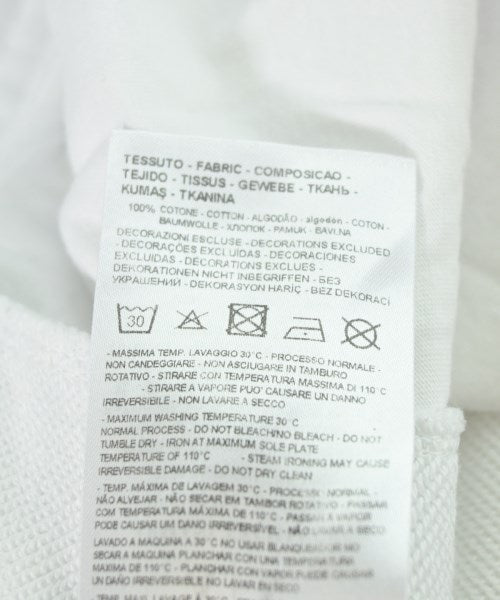 TESSUTO - FABRIC - COMPOSICAO -
TEJIDO - TISSUS - GEWEBE - ТКАНЬ -
KUMAŞ - TKANINA
100% COTONE - COTTON - ALGODÃO - algodón - COTON -
BAUMWOLLE - ХЛОПОК - PAMUK - BAVLNA
DECORAZIONI ESCLUSE - DECORATIONS EXCLUDED
- DECORAÇÕES EXCLUÍDAS - DECORACIONES
EXCLUIDAS - DECORATIONS EXCLUES -
DEKORATIONEN NICHT INBEGRIFFEN - БЕЗ
УКРАШЕНИЙ - DEKORASYON HARİÇ - BEZ DEKORACI
30
- MASSIMA TEMP. LAVAGGIO 30°C - PROCESSO NORMALE -
NON CANDEGGIARE - NON ASCIUGARE IN TAMBURO
ROTATIVO - STIRARE CON TEMPERATURA MASSIMA DI 110°C
- STIRARE A VAPORE PUO' CAUSARE UN DANNO
IRREVERSIBILE - NON LAVARE A SECCO
- MAXIMUM WASHING TEMPERATURE 30°C
NORMAL PROCESS - DO NOT BLEACH/NO BLEACH - DO NOT
TUMBLE DRY - IRON AT MAXIMUM SOLE PLATE
TEMPERATURE OF 110°C - STEAM IRONING MAY CAUSE
IRREVERSIBLE DAMAGE - DO NOT DRY CLEAN
- TEMP. MÁXIMA DE LAVAGEM 30°C - PROCESSO NORMAL -
NÃO ALVEJAR - NÃO SECAR EM TAMBOR ROTATIVO - PASSAR
COM TEMPERATURA MÁXIMA DE 110°C - PASSAR A VAPOR
PODE CAUSAR UM DANO IRREVERSÍVEL - NÃO LAVAR A SECO
LAVADO A MAQUINA A 30°C NO USAR BLANQUEADOR NO
SECAR A MAQUINA PLANCHAR CON UNA TEMPERATURA
MAXIMA DE 110°C - PLANCHAR CON VAPOR PUEDE CAUSAR
UN DANO IRREVERSIBLE NO LAVAR EN SECO